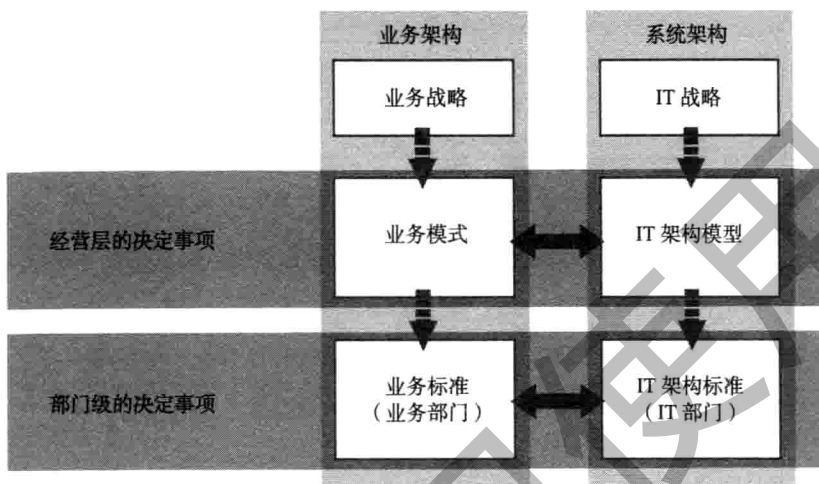 业务架构
系统架构
业务战略
IT 战略
经营层的决定事项
业务模式
IT 架构模型
部门级的决定事项
业务标准
（业务部门）
IT 架构标准
（IT 部门）